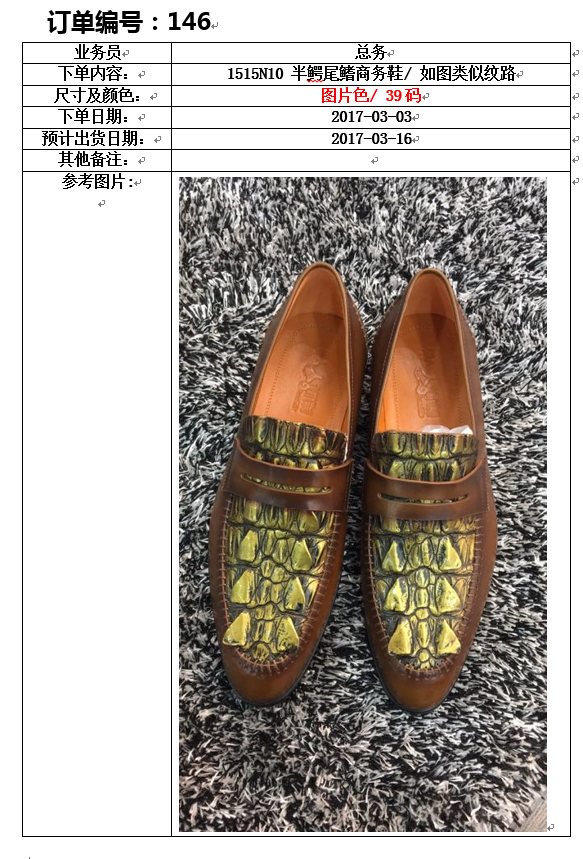 订单编号：146
业务员 总务
下单内容： 1515N10 半鳄尾鳍商务鞋/ 如图类似纹路
尺寸及颜色： 图片色/ 39码
下单日期： 2017-03-03
预计出货日期： 2017-03-16
其他备注：
参考图片: